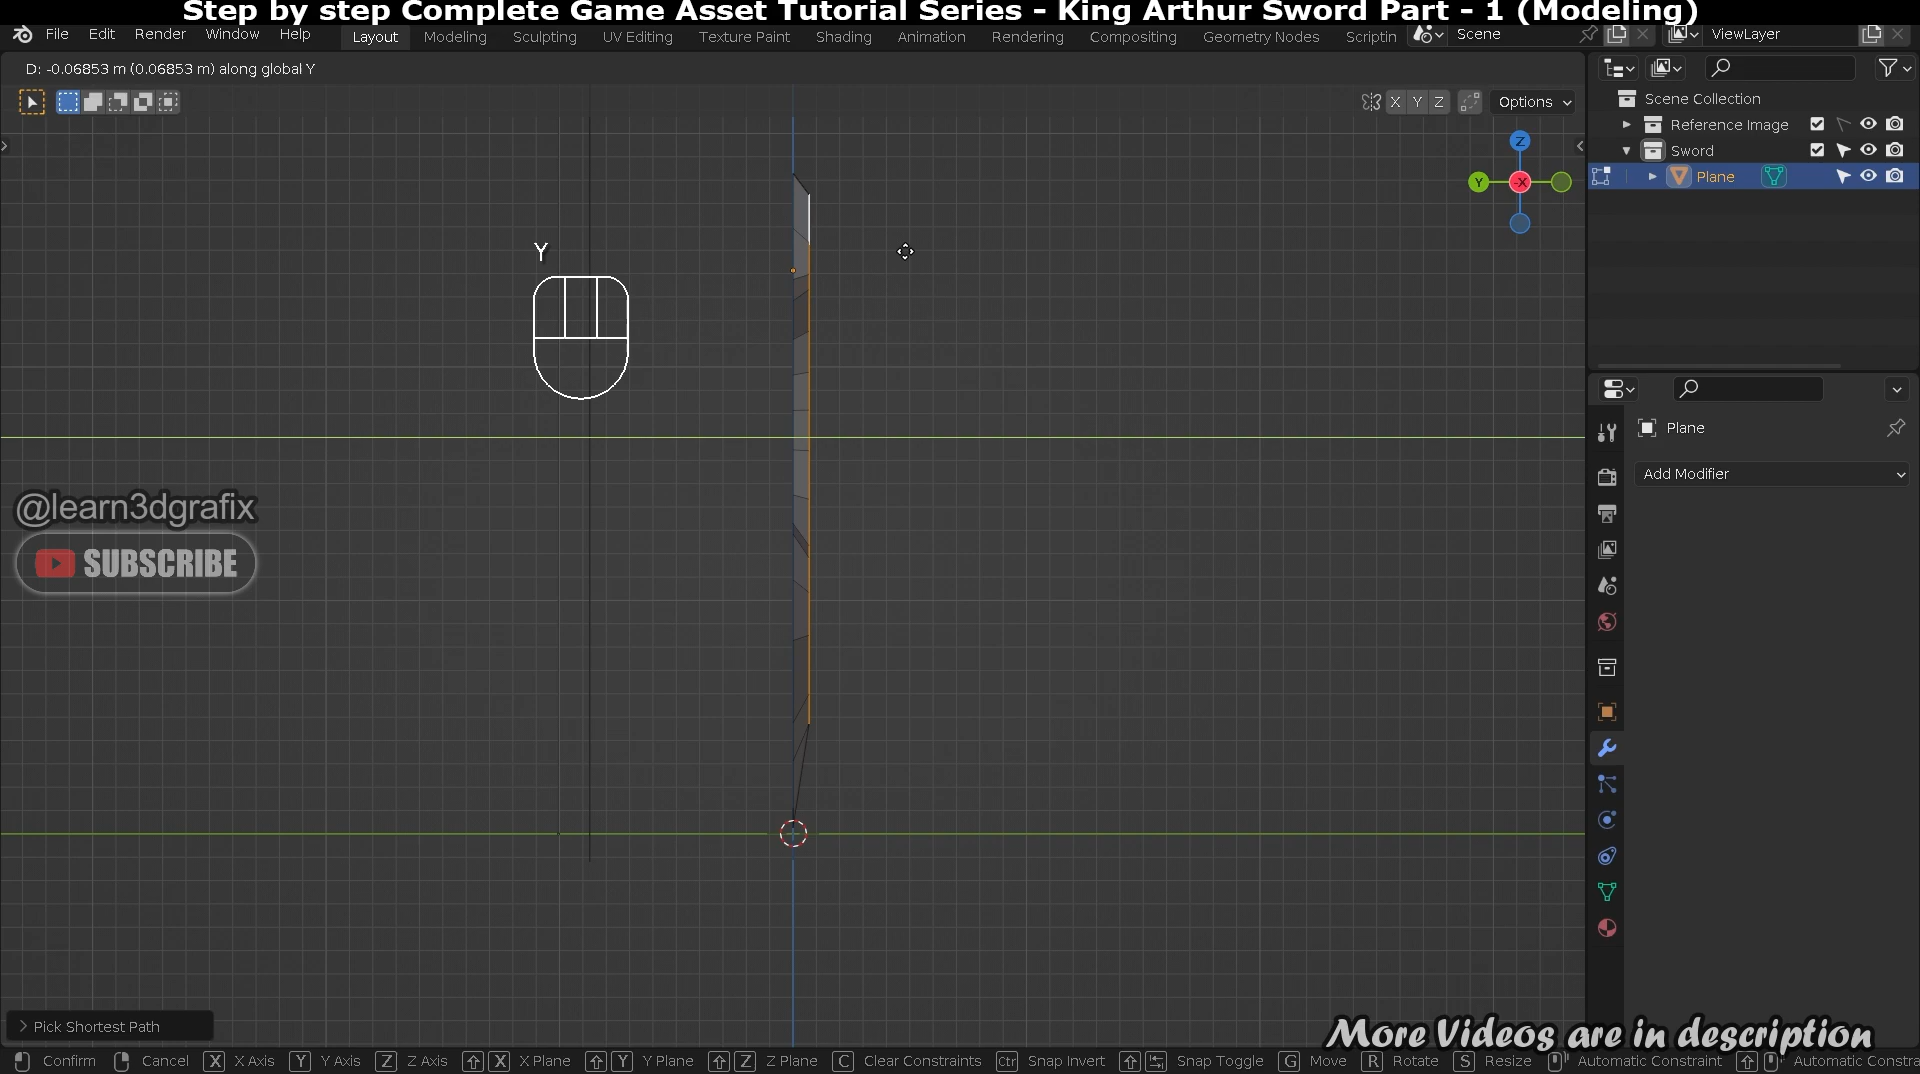 Step by step Complete Game Asset Tutorial Series - King Arthur Sword Part - 1 (Modeling)
File Edit Render Window Help Layout Modeling Sculpting UV Editing Texture Paint Shading Animation Rendering Compositing Geometry Nodes Scriptin Scene ViewLayer
D: -0.06853 m (0.06853 m) along global Y
X Y Z Options
Scene Collection
Reference Image
Z
Sword
Y -X Plane
Y
Plane
Add Modifier
@learn3dgrafix
SUBSCRIBE
Pick Shortest Path
More Videos are in description
Confirm Cancel X X Axis Y Y Axis Z Z Axis X X Plane Y Y Plane Z Z Plane C Clear Constraints Ctrl Snap Invert Snap Toggle G Move R Rotate S Resize Automatic Constraint Automatic Constra